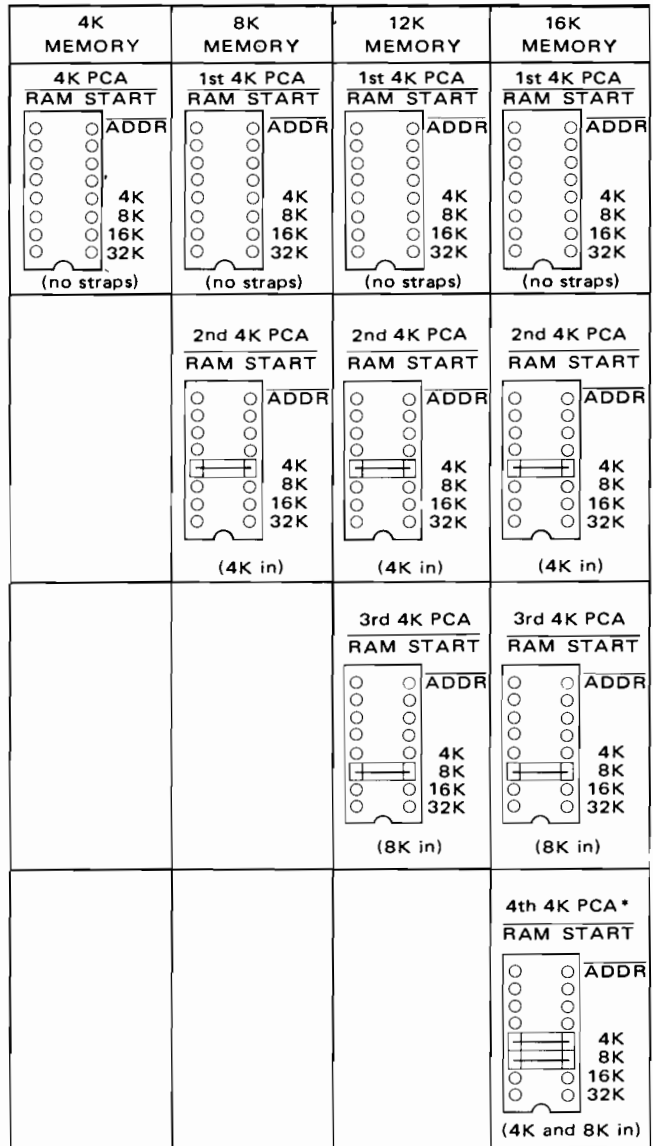 4K MEMORY
8K MEMORY
12K MEMORY
16K MEMORY
4K PCA
RAM START
ADDR
4K
8K
16K
32K
(no straps)
1st 4K PCA
RAM START
ADDR
4K
8K
16K
32K
(no straps)
1st 4K PCA
RAM START
ADDR
4K
8K
16K
32K
(no straps)
1st 4K PCA
RAM START
ADDR
4K
8K
16K
32K
(no straps)
2nd 4K PCA
RAM START
ADDR
4K
8K
16K
32K
(4K in)
2nd 4K PCA
RAM START
ADDR
4K
8K
16K
32K
(4K in)
2nd 4K PCA
RAM START
ADDR
4K
8K
16K
32K
(4K in)
3rd 4K PCA
RAM START
ADDR
4K
8K
16K
32K
(8K in)
3rd 4K PCA
RAM START
ADDR
4K
8K
16K
32K
(8K in)
4th 4K PCA*
RAM START
ADDR
4K
8K
16K
32K
(4K and 8K in)